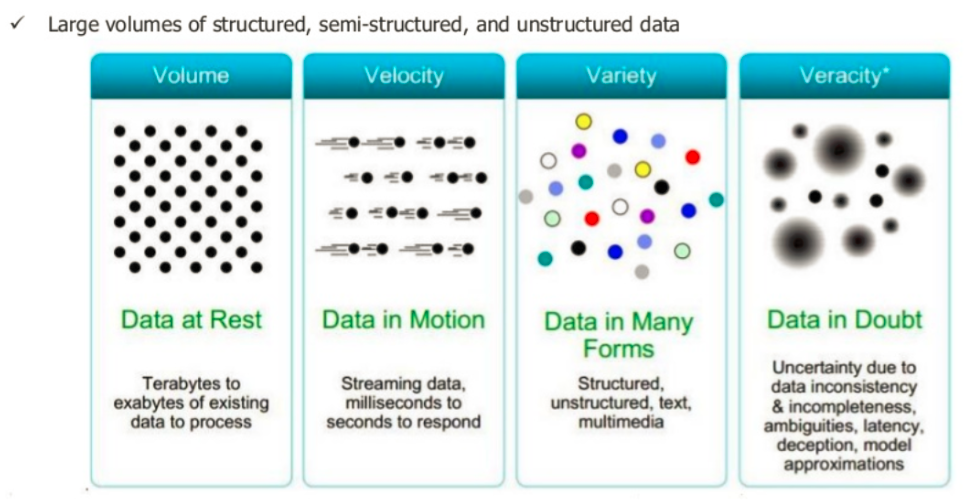 ✓ Large volumes of structured, semi-structured, and unstructured data
Volume
Data at Rest
Terabytes to
exabytes of existing
data to process
Velocity
Data in Motion
Streaming data,
milliseconds to
seconds to respond
Variety
Data in Many
Forms
Structured,
unstructured, text,
multimedia
Veracity*
Data in Doubt
Uncertainty due to
data inconsistency
& incompleteness,
ambiguities, latency,
deception, model
approximations